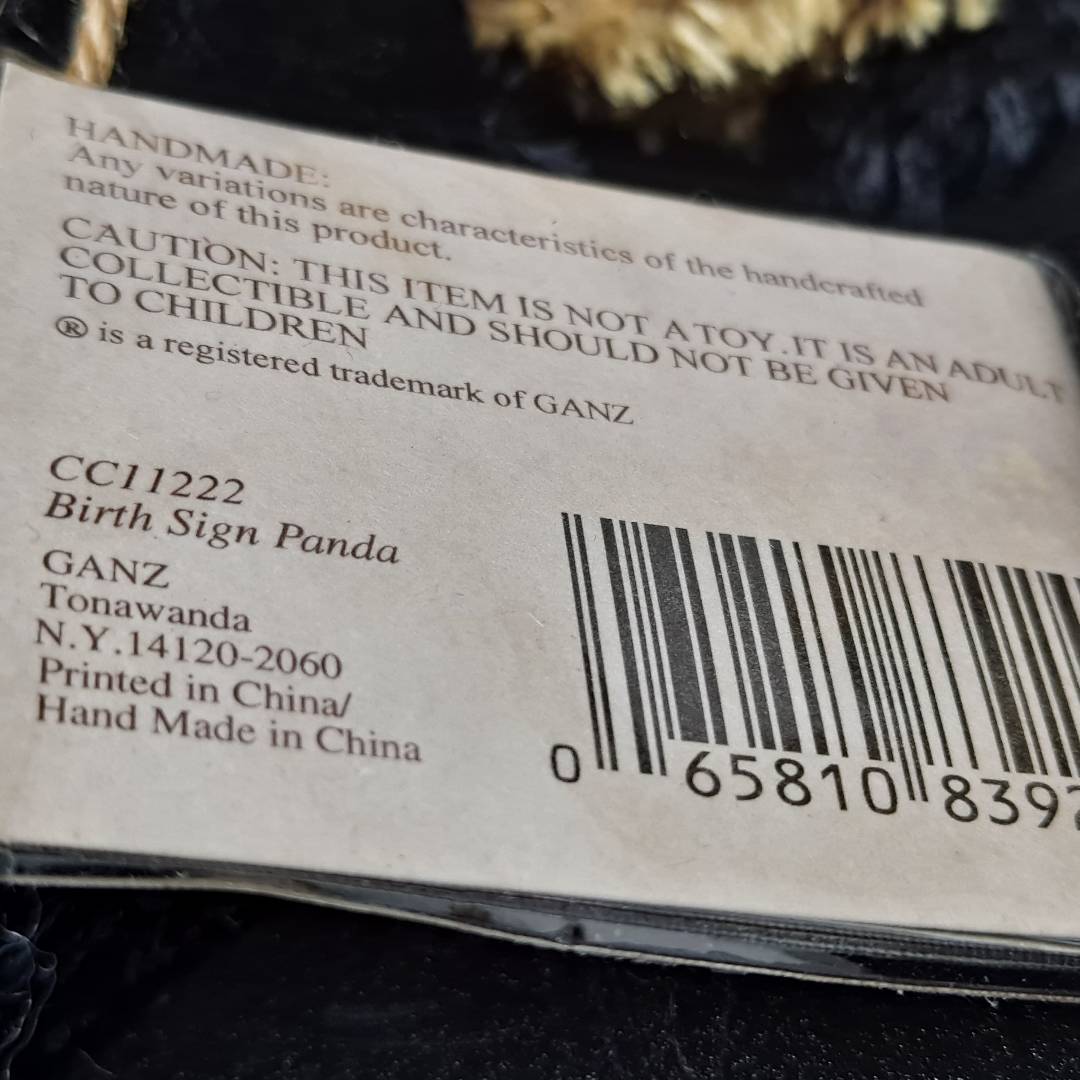 HANDMADE:
Any variations are characteristics of the handcrafted
nature of this product.
CAUTION: THIS ITEM IS NOT A TOY. IT IS AN ADULT
COLLECTIBLE AND SHOULD NOT BE GIVEN
TO CHILDREN
® is a registered trademark of GANZ
CC11222
Birth Sign Panda
GANZ
Tonawanda
N.Y.14120-2060
Printed in China/
Hand Made in China
0 65810 839